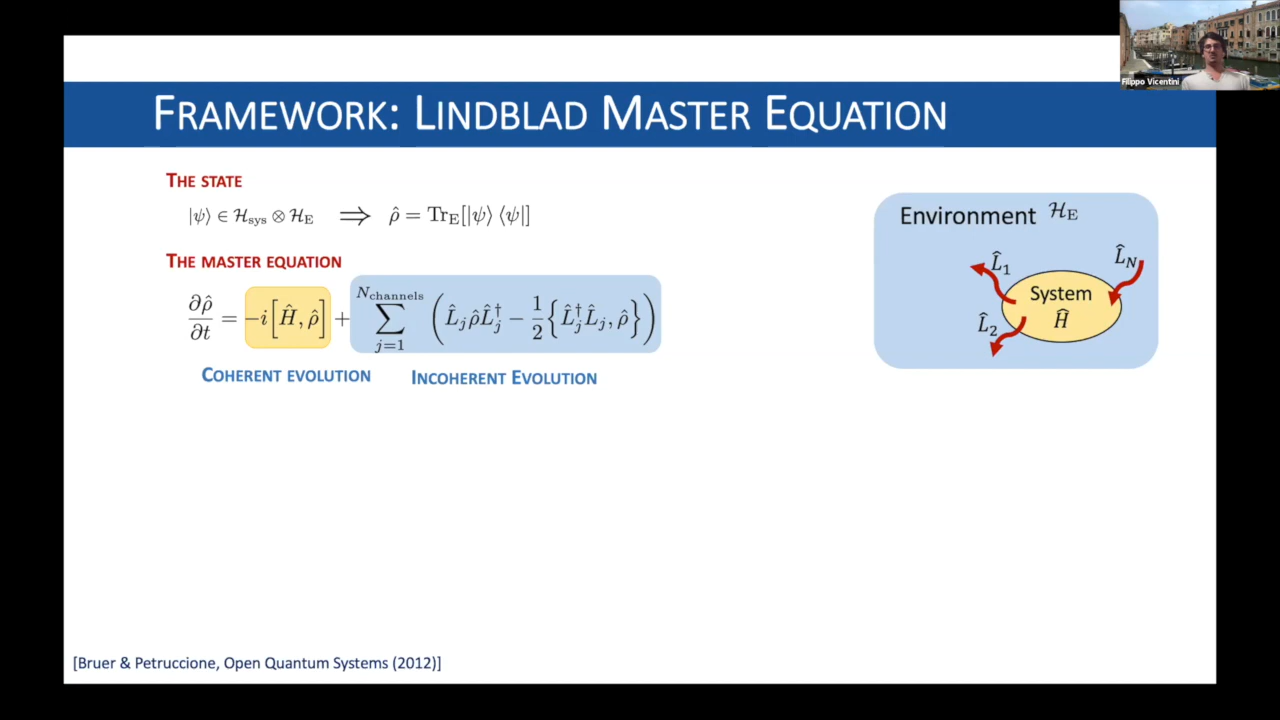 Filippo Vicentini
FRAMEWORK: LINDBLAD MASTER EQUATION
THE STATE
|ψ⟩ ∈ ℋ_sys ⊗ ℋ_E ⟹ ρ̂ = Tr_E[|ψ⟩ ⟨ψ|]
THE MASTER EQUATION
∂ρ̂/∂t = −i[Ĥ, ρ̂] + ∑_{j=1}^{N_channels} (L̂_j ρ̂ L̂_j^† − 1/2 {L̂_j^† L̂_j, ρ̂})
COHERENT EVOLUTION
INCOHERENT EVOLUTION
Environment ℋ_E
L̂_1
L̂_N
System
Ĥ
L̂_2
[Bruer & Petruccione, Open Quantum Systems (2012)]